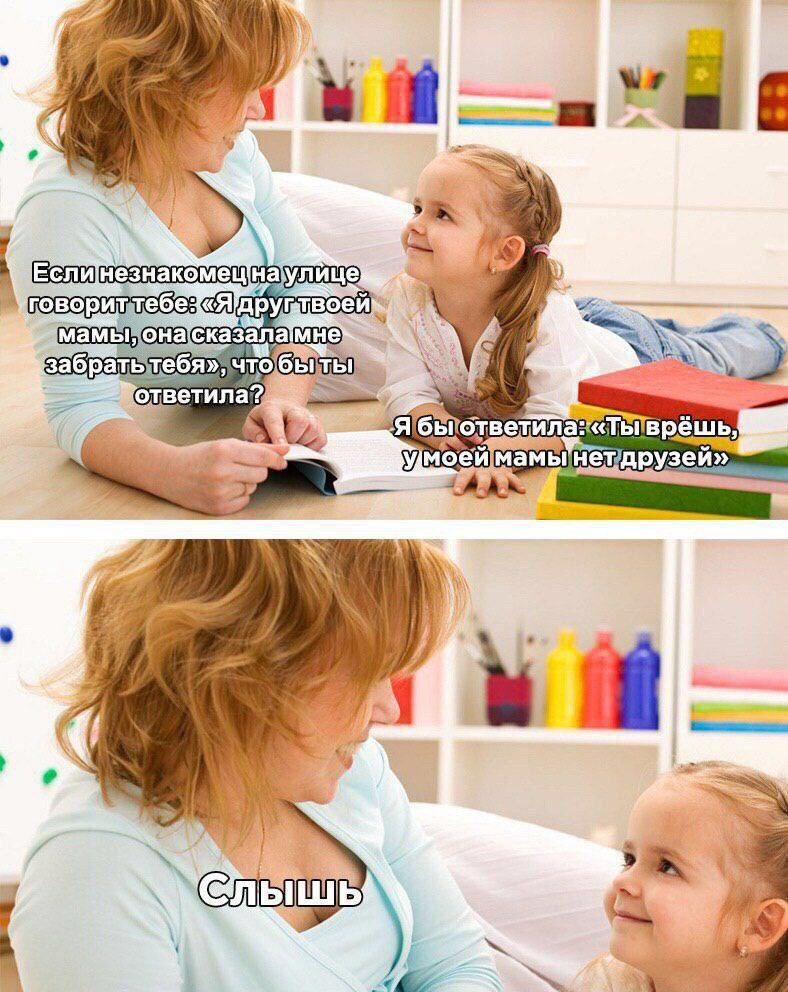 Если незнакомец на улице
говорит тебе: «Я друг твоей
мамы, она сказала мне
забрать тебя», что бы ты
ответила?
Я бы ответила: «Ты врёшь,
у моей мамы нет друзей»
Слышь